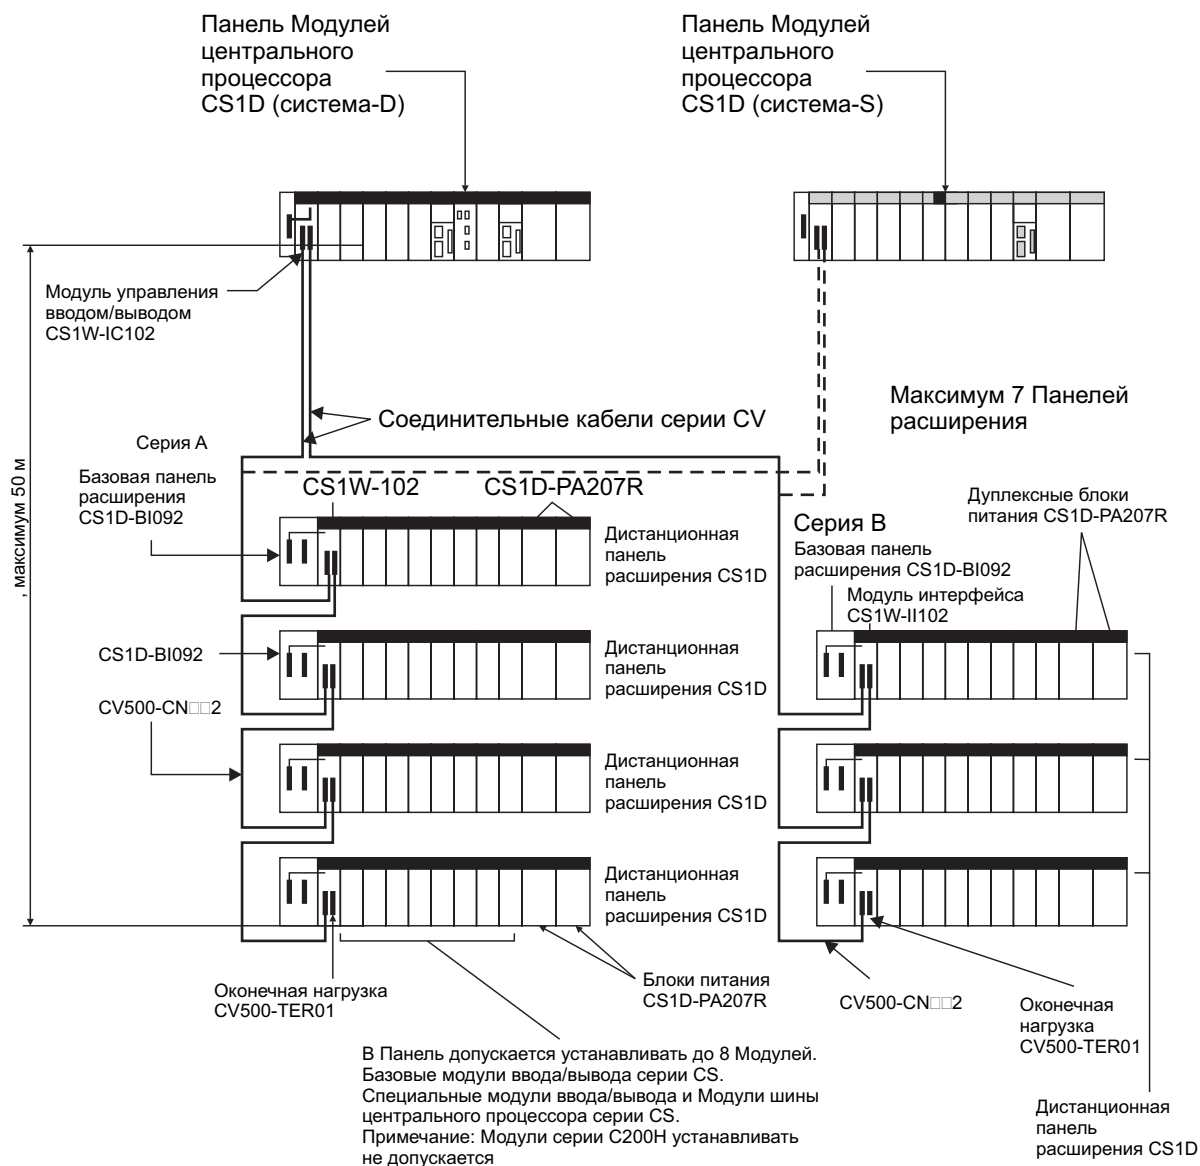 Панель Модулей
центрального
процессора
CS1D (система-D)
Панель Модулей
центрального
процессора
CS1D (система-S)
Модуль управления
вводом/выводом
CS1W-IC102
, максимум 50 м
Соединительные кабели серии CV
Максимум 7 Панелей
расширения
Серия A
Базовая панель
расширения
CS1D-BI092
CS1W-102
CS1D-PA207R
Дистанционная
панель
расширения CS1D
Серия B
Базовая панель
расширения CS1D-BI092
Модуль интерфейса
CS1W-II102
Дуплексные блоки
питания CS1D-PA207R
CS1D-BI092
Дистанционная
панель
расширения CS1D
CV500-CN□□2
Дистанционная
панель
расширения CS1D
Дистанционная
панель
расширения CS1D
Оконечная нагрузка
CV500-TER01
Блоки питания
CS1D-PA207R
CV500-CN□□2
Оконечная
нагрузка
CV500-TER01
В Панель допускается устанавливать до 8 Модулей.
Базовые модули ввода/вывода серии CS.
Специальные модули ввода/вывода и Модули шины
центрального процессора серии CS.
Примечание: Модули серии C200H устанавливать
не допускается
Дистанционная
панель
расширения CS1D